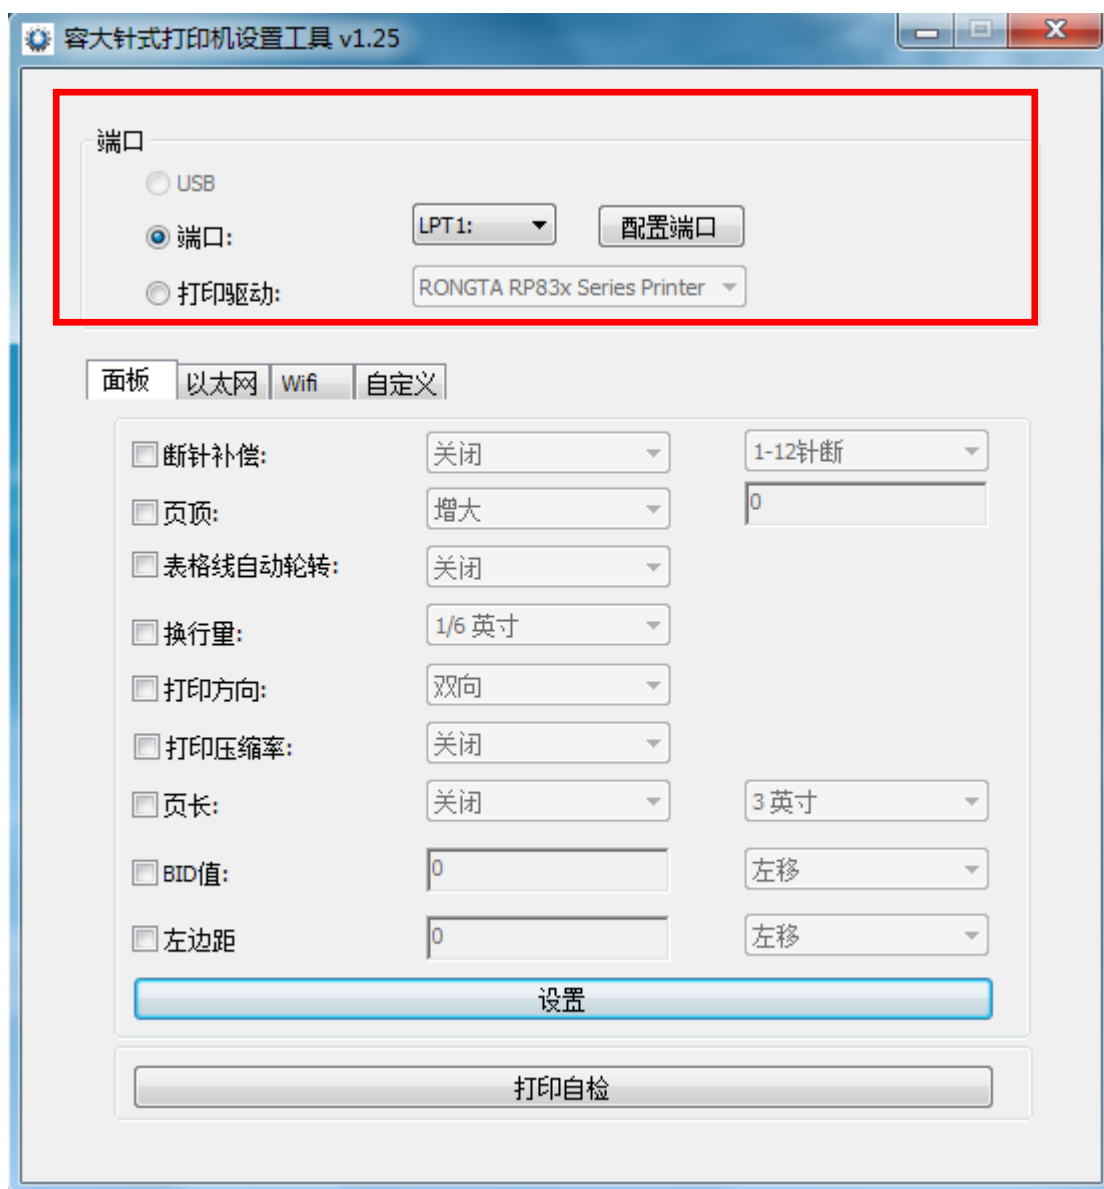 容大针式打印机设置工具 v1.25
端口
USB
端口: LPT1: 配置端口
打印驱动: RONGTA RP83x Series Printer
面板 以太网 Wifi 自定义
断针补偿: 关闭 1-12针断
页顶: 增大 0
表格线自动轮转: 关闭
换行量: 1/6 英寸
打印方向: 双向
打印压缩率: 关闭
页长: 关闭 3 英寸
BID值: 0 左移
左边距 0 左移
设置
打印自检